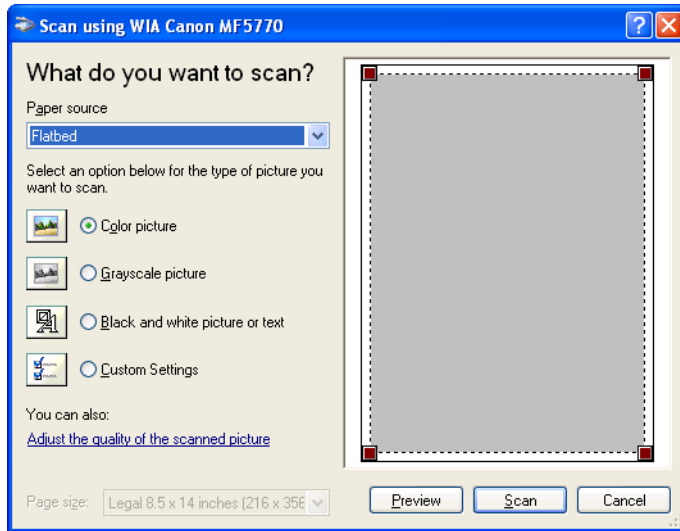 Scan using WIA Canon MF5770
What do you want to scan?
Paper source
Flatbed
Select an option below for the type of picture you
want to scan.
Color picture
Grayscale picture
Black and white picture or text
Custom Settings
You can also:
Adjust the quality of the scanned picture
Page size: Legal 8.5 x 14 inches (216 x 356
Preview Scan Cancel